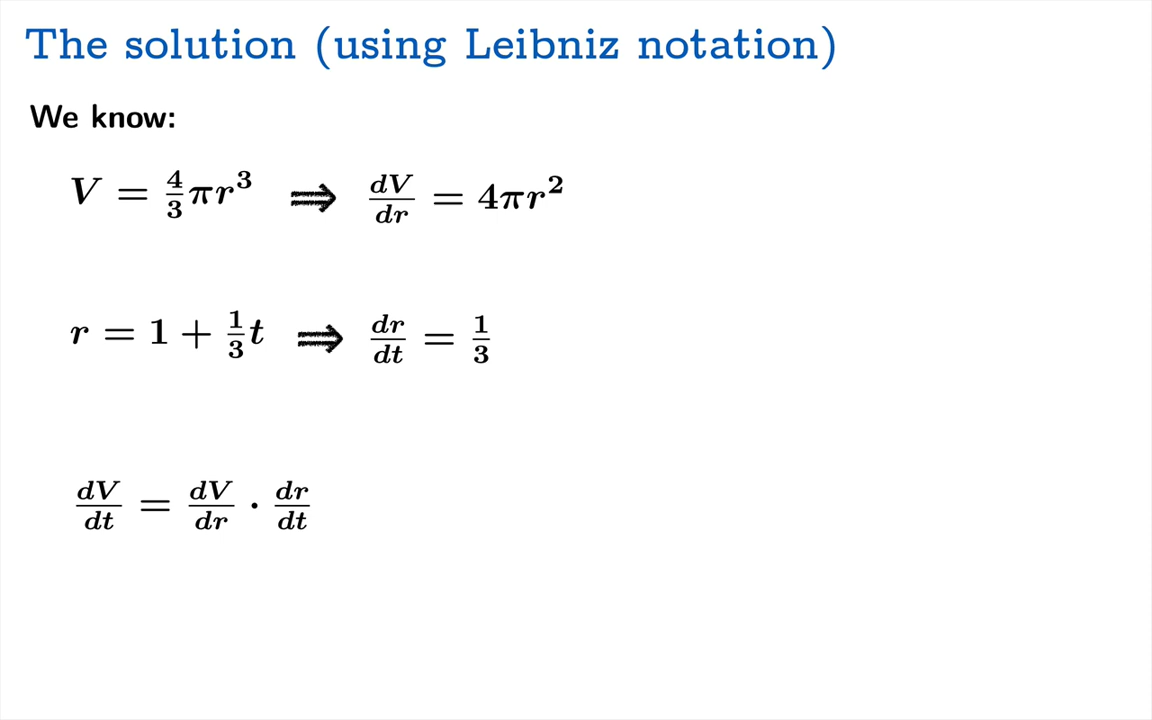 The solution (using Leibniz notation)
We know:
V = 4/3 πr³ ⟹ dV/dr = 4πr²
r = 1 + 1/3 t ⟹ dr/dt = 1/3
dV/dt = dV/dr · dr/dt